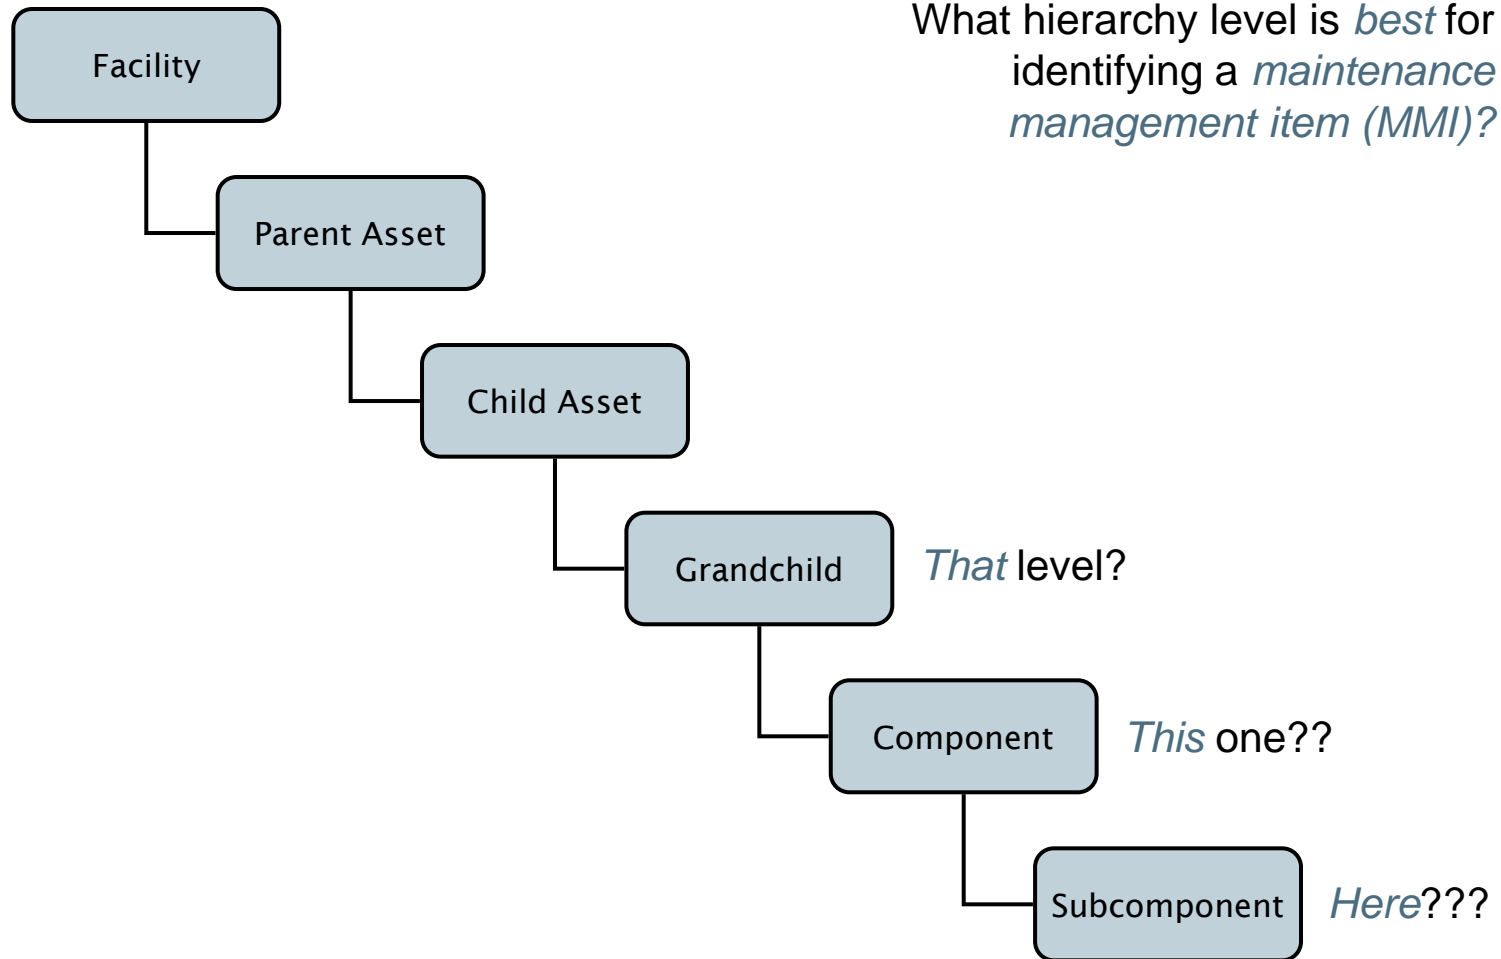 What hierarchy level is best for
identifying a maintenance
management item (MMI)?
Facility
Parent Asset
Child Asset
Grandchild
That level?
Component
This one??
Subcomponent
Here???